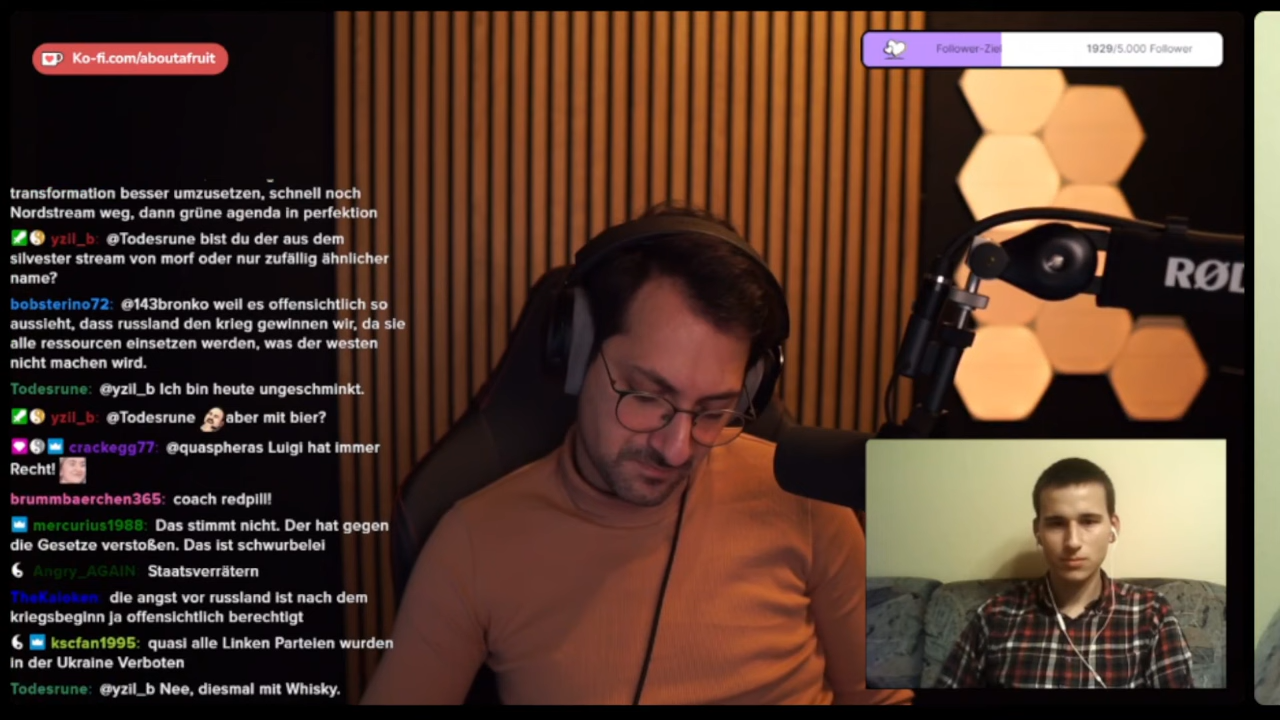 Ko-fi.com/aboutafruit
Follower-Ziel
1929/5.000 Follower
transformation besser umzusetzen, schnell noch
Nordstream weg, dann grüne agenda in perfektion
yzil_b: @Todesrune bist du der aus dem
silvester stream von morf oder nur zufällig ähnlicher
name?
bobsterino72: @143bronko weil es offensichtlich so
aussieht, dass russland den krieg gewinnen wir, da sie
alle ressourcen einsetzen werden, was der westen
nicht machen wird.
Todesrune: @yzil_b Ich bin heute ungeschminkt.
yzil_b: @Todesrune aber mit bier?
crackegg77: @quaspheras Luigi hat immer
Recht!
brummbaerchen365: coach redpill!
mercurius1988: Das stimmt nicht. Der hat gegen
die Gesetze verstoßen. Das ist schwurbelei
Angry_AGAIN: Staatsverrätern
TheKaioken: die angst vor russland ist nach dem
kriegsbeginn ja offensichtlich berechtigt
kscfan1995: quasi alle Linken Parteien wurden
in der Ukraine Verboten
Todesrune: @yzil_b Nee, diesmal mit Whisky.
RØD